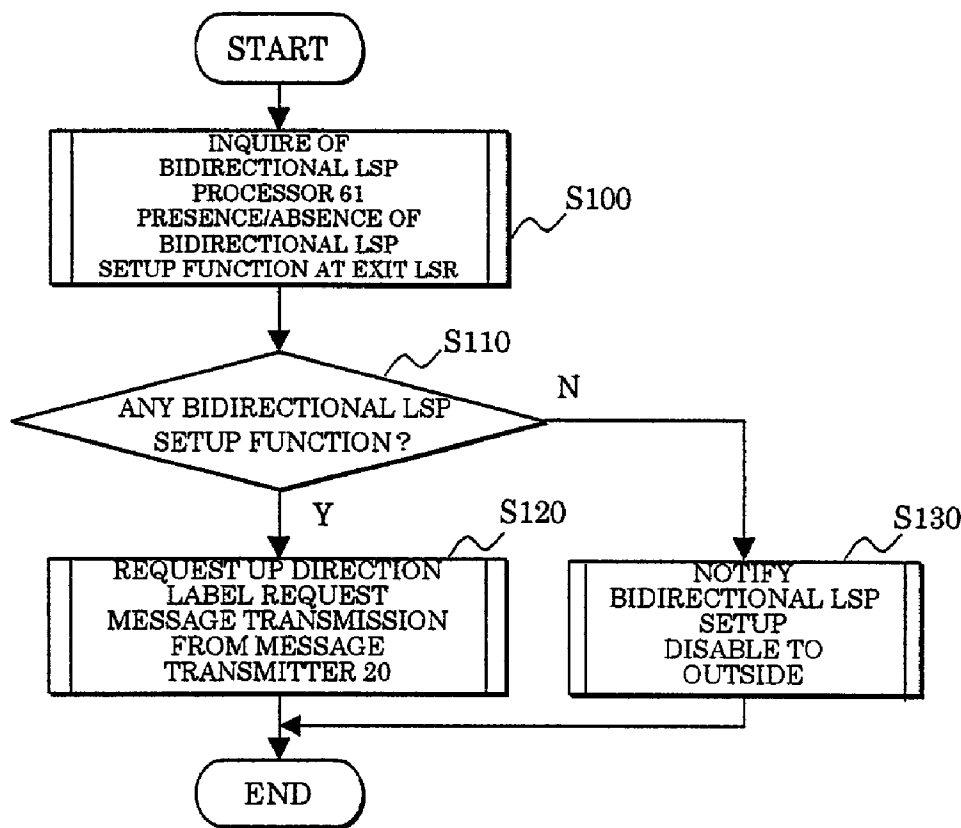 START
INQUIRE OF
BIDIRECTIONAL LSP
PROCESSOR 61
PRESENCE/ABSENCE OF
BIDIRECTIONAL LSP
SETUP FUNCTION AT EXIT LSR
S100
S110
ANY BIDIRECTIONAL LSP
SETUP FUNCTION?
N
Y
S120
REQUEST UP DIRECTION
LABEL REQUEST
MESSAGE TRANSMISSION
FROM MESSAGE
TRANSMITTER 20
S130
NOTIFY
BIDIRECTIONAL LSP
SETUP
DISABLE TO
OUTSIDE
END